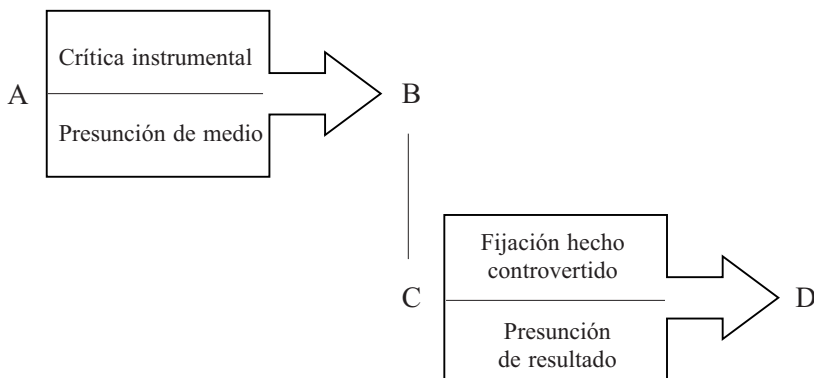 Crítica instrumental
A
B
Presunción de medio
Fijación hecho
controvertido
C
D
Presunción
de resultado